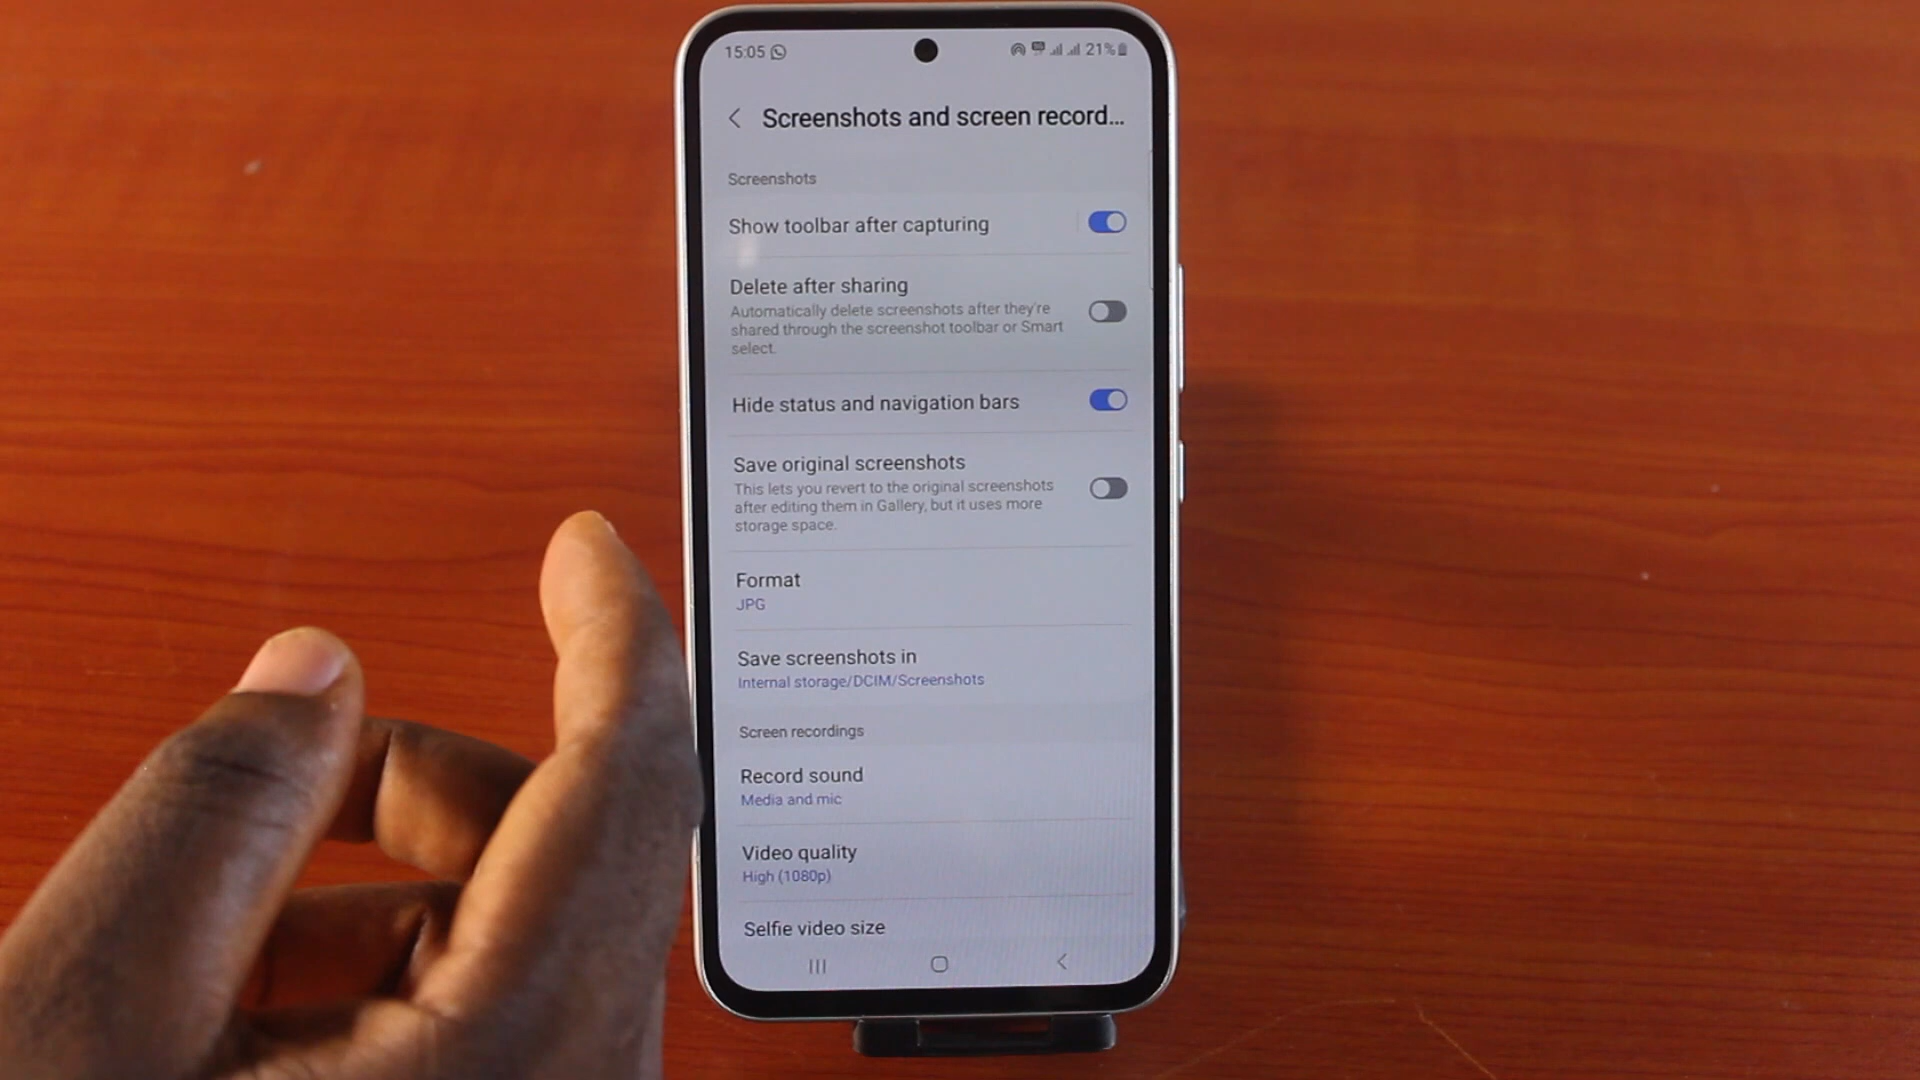 15:05
21%
Screenshots and screen record...
Screenshots
Show toolbar after capturing
Delete after sharing
Automatically delete screenshots after they're
shared through the screenshot toolbar or Smart
select.
Hide status and navigation bars
Save original screenshots
This lets you revert to the original screenshots
after editing them in Gallery, but it uses more
storage space.
Format
JPG
Save screenshots in
Internal storage/DCIM/Screenshots
Screen recordings
Record sound
Media and mic
Video quality
High (1080p)
Selfie video size